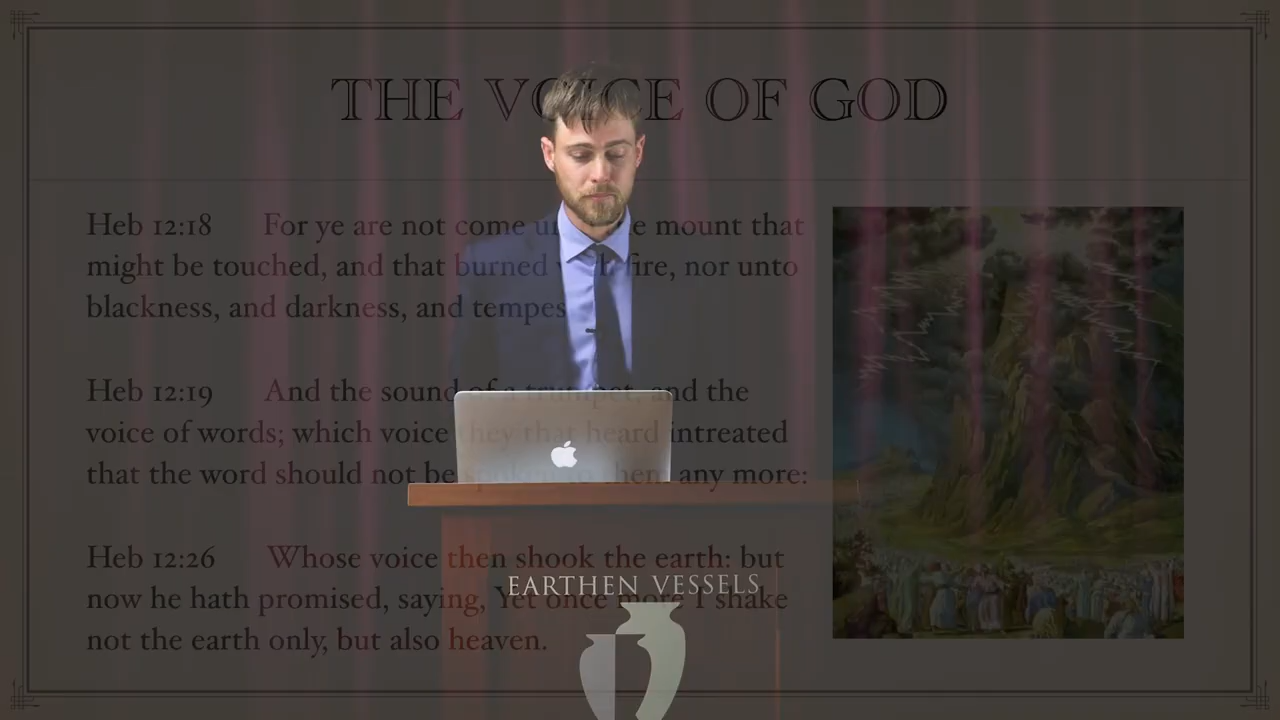 THE VOICE OF GOD
Heb 12:18 For ye are not come mount that
might be touched, and that burned with fire, nor unto
blackness, and darkness, and tempes
Heb 12:19 And the sound of a trumpet, and the
voice of words; which voice they that heard intreated
that the word should not be spoken to them any more:
Heb 12:26 Whose voice then shook the earth: but
now he hath promised, saying, Yet once more I shake
not the earth only, but also heaven.
EARTHEN VESSELS